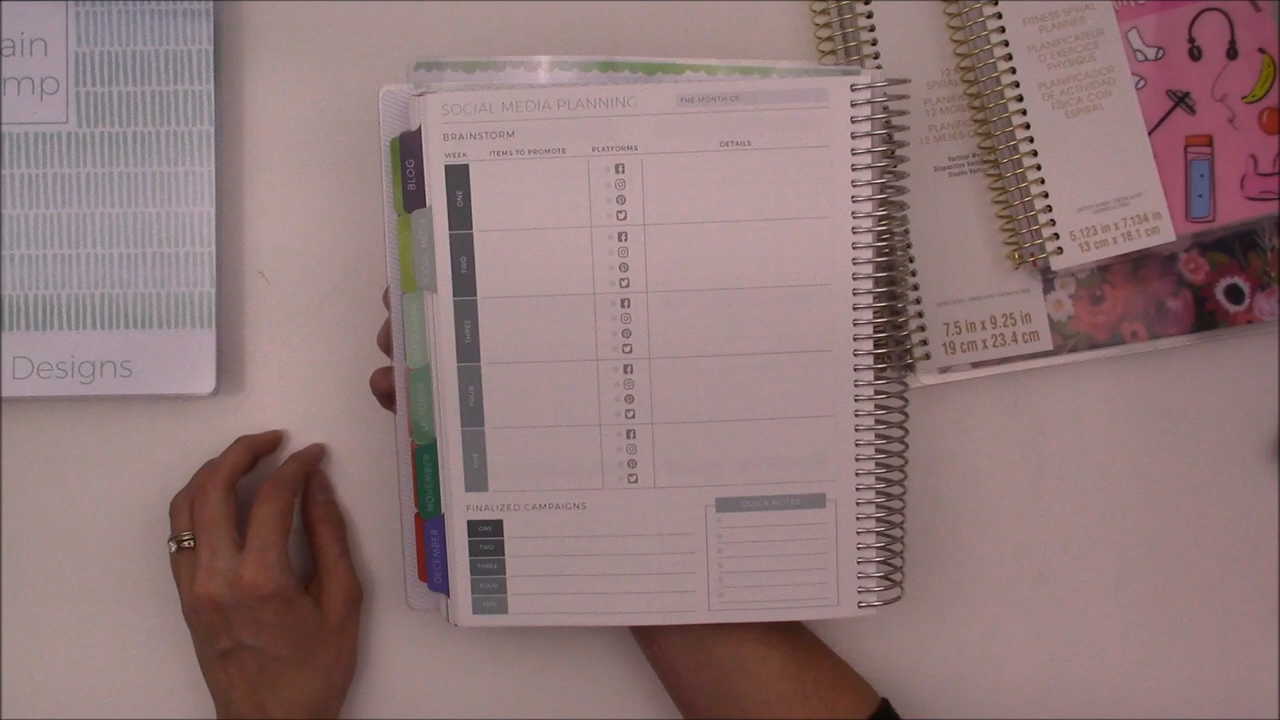 ain
mp
Designs
SOCIAL MEDIA PLANNING
THE MONTH OF
BRAINSTORM
WEEK ITEMS TO PROMOTE PLATFORMS DETAILS
ONE
TWO
THREE
FOUR
FIVE
FINALIZED CAMPAIGNS
ONE
TWO
THREE
FOUR
FIVE
QUICK NOTES
BLOG
OCTOBER
NOVEMBER
DECEMBER
7.5 in x 9.25 in
19 cm x 23.4 cm
FITNESS SPIRAL
PLANNER
PLANIFICATEUR
D'EXERCICE
PHYSIQUE
PLANIFICADOR
DE ACTIVIDAD
FÍSICA CON
ESPIRAL
5.123 in x 7.134 in
13 cm x 18.1 cm